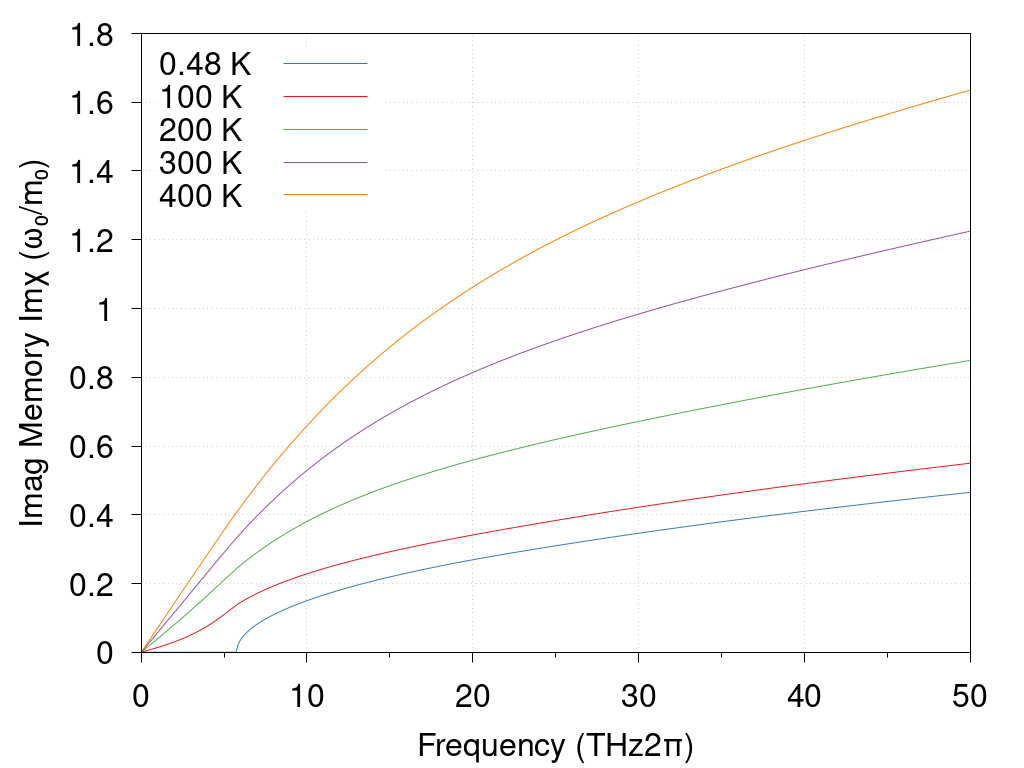 1.8
1.6
1.4
1.2
1
0.8
0.6
0.4
0.2
0
0.48 K
100 K
200 K
300 K
400 K
Imag Memory Imχ (ω₀/m₀)
0 10 20 30 40 50
Frequency (THz2π)